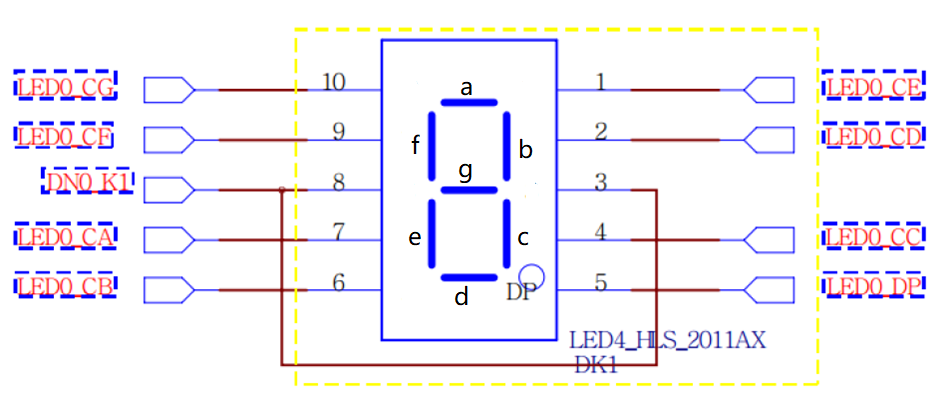 LED0_CG 10 a 1 LED0_CE
LED0_CF 9 f b 2 LED0_CD
DN0_K1 8 g 3
LED0_CA 7 e c 4 LED0_CC
LED0_CB 6 d DP 5 LED0_DP
LED4_HLS_2011AX
DK1